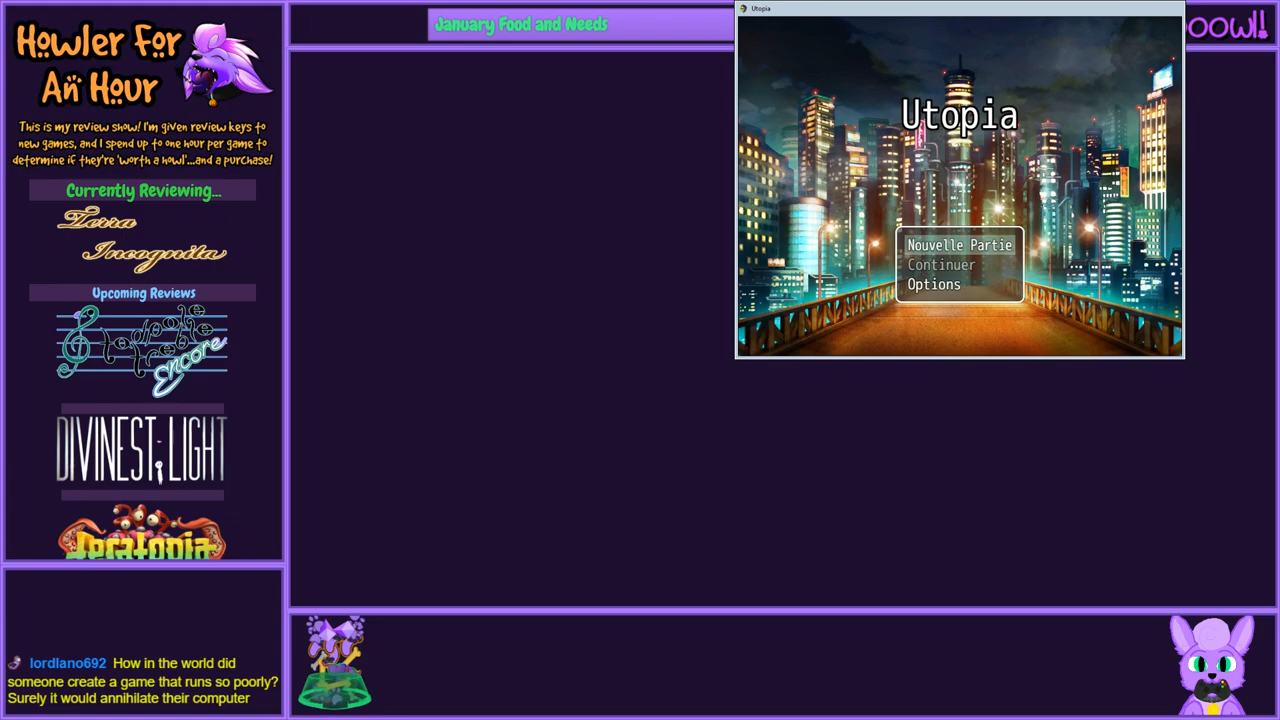 Howler For
An Hour
This is my review show! I'm given review keys to
new games, and I spend up to one hour per game to
determine if they're 'worth a howl'...and a purchase!
Currently Reviewing...
Terra
Incognita
Upcoming Reviews
Tadpole
Treble
Encore
DIVINEST LIGHT
Teratopia
lordlano692 How in the world did
someone create a game that runs so poorly?
Surely it would annihilate their computer
January Food and Needs
Utopia
Utopia
Nouvelle Partie
Continuer
Options
oowl!!